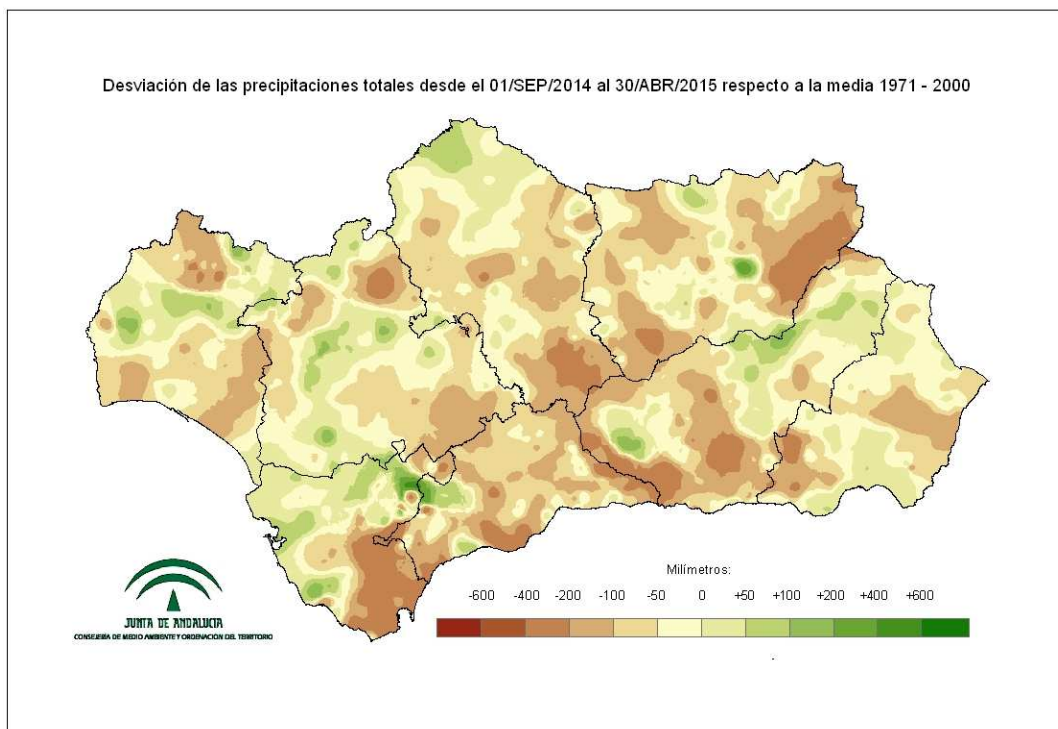 Desviación de las precipitaciones totales desde el 01/SEP/2014 al 30/ABR/2015 respecto a la media 1971 - 2000
Milímetros:
-600 -400 -200 -100 -50 0 +50 +100 +200 +400 +600
JUNTA DE ANDALUCIA
CONSEJERÍA DE MEDIO AMBIENTE Y ORDENACIÓN DEL TERRITORIO